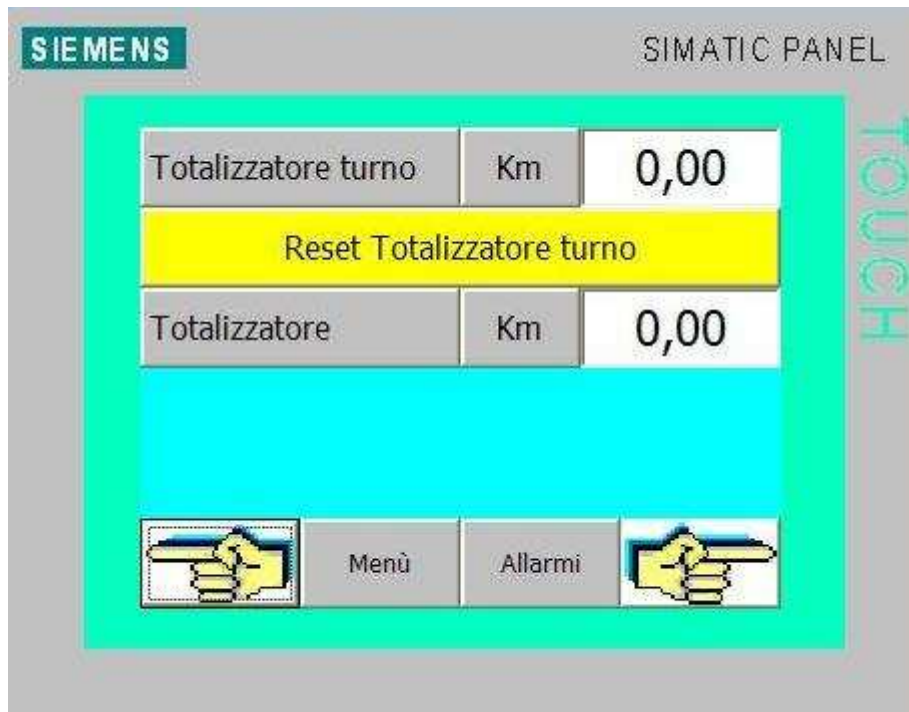 SIEMENS
SIMATIC PANEL
TOUCH
Totalizzatore turno Km 0,00
Reset Totalizzatore turno
Totalizzatore Km 0,00
Menù Allarmi